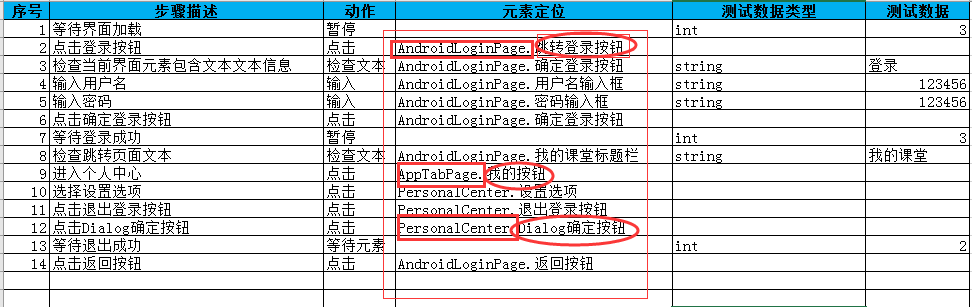 序号 步骤描述 动作 元素定位 测试数据类型 测试数据
1 等待界面加载 暂停 int 3
2 点击登录按钮 点击 AndroidLoginPage.跳转登录按钮
3 检查当前界面元素包含文本文本信息 检查文本 AndroidLoginPage.确定登录按钮 string 登录
4 输入用户名 输入 AndroidLoginPage.用户名输入框 string 123456
5 输入密码 输入 AndroidLoginPage.密码输入框 string 123456
6 点击确定登录按钮 点击 AndroidLoginPage.确定登录按钮
7 等待登录成功 暂停 int 3
8 检查跳转页面文本 检查文本 AndroidLoginPage.我的课堂标题栏 string 我的课堂
9 进入个人中心 点击 AppTabPage.我的按钮
10 选择设置选项 点击 PersonalCenter.设置选项
11 点击退出登录按钮 点击 PersonalCenter.退出登录按钮
12 点击Dialog确定按钮 点击 PersonalCenter.Dialog确定按钮
13 等待退出成功 等待元素 int 2
14 点击返回按钮 点击 AndroidLoginPage.返回按钮